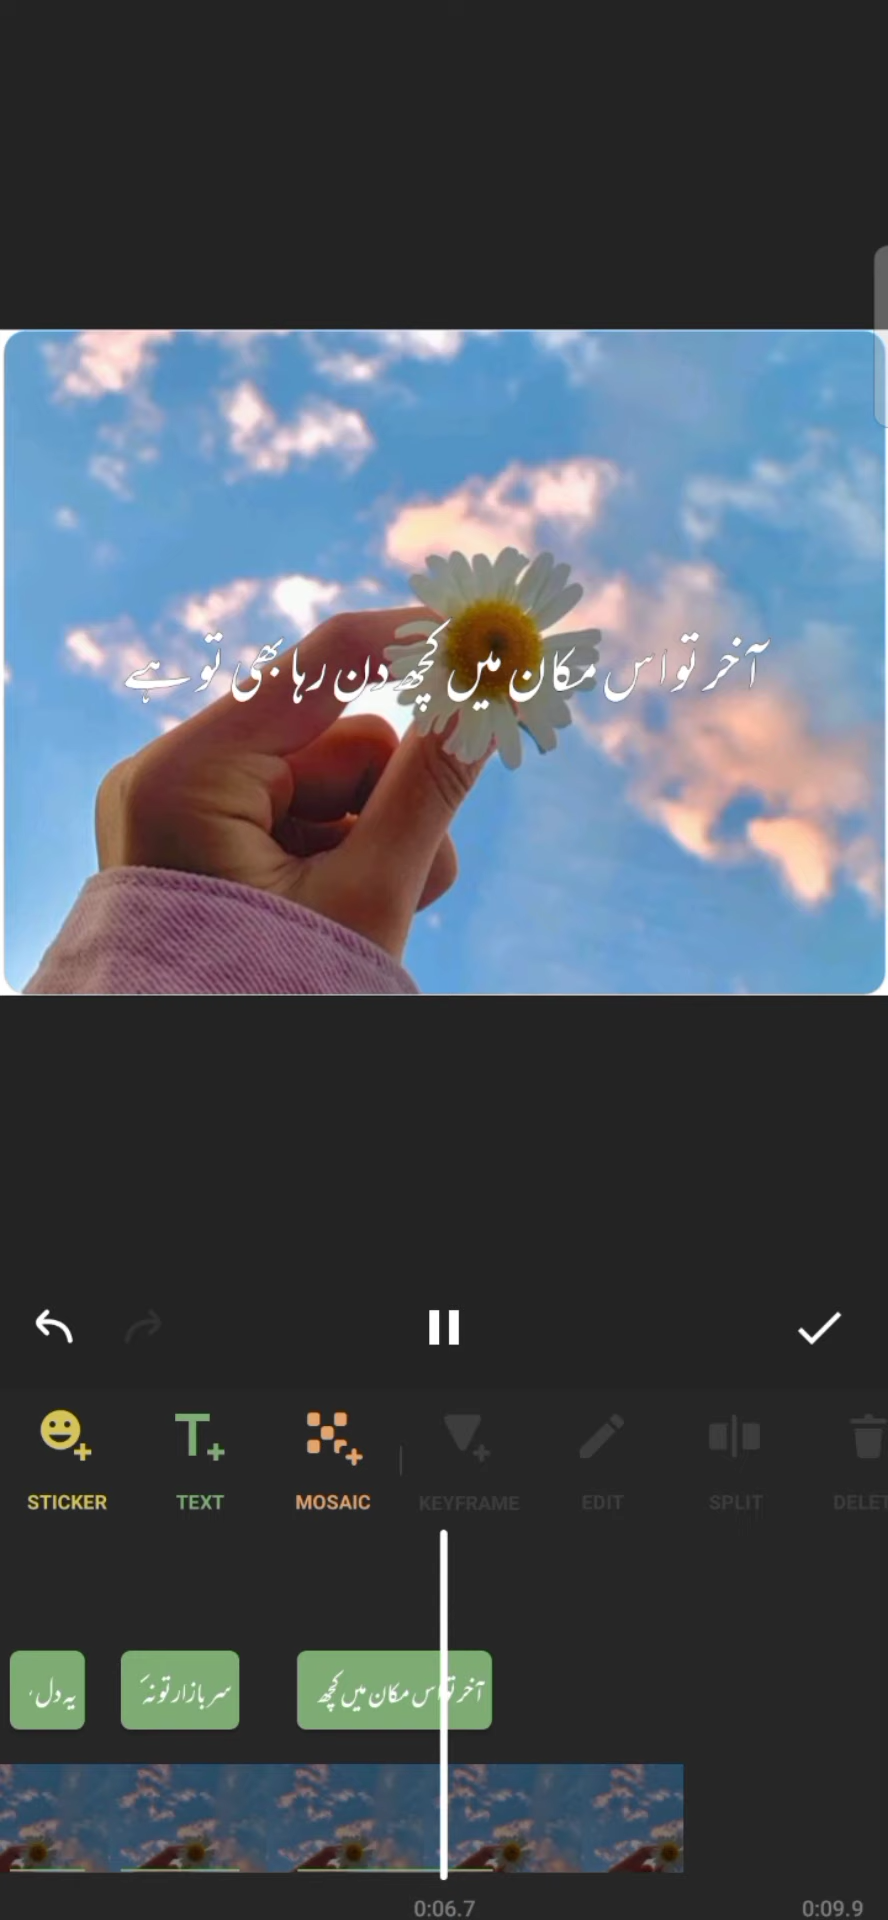 آخر تو اس مکان میں کچھ دن رہا بھی تو ہے
STICKER
TEXT
MOSAIC
KEYFRAME
EDIT
SPLIT
DELET
یہ دل
سر بازار تو نہ
آخر تو اس مکان میں کچھ
0:06.7
0:09.9